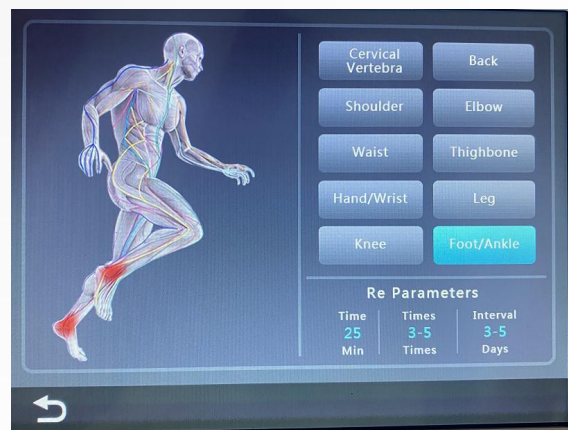 Cervical
Vertebra
Back
Shoulder
Elbow
Waist
Thighbone
Hand/Wrist
Leg
Knee
Foot/Ankle
Re Parameters
Time
Times
Interval
25
3-5
3-5
Min
Times
Days